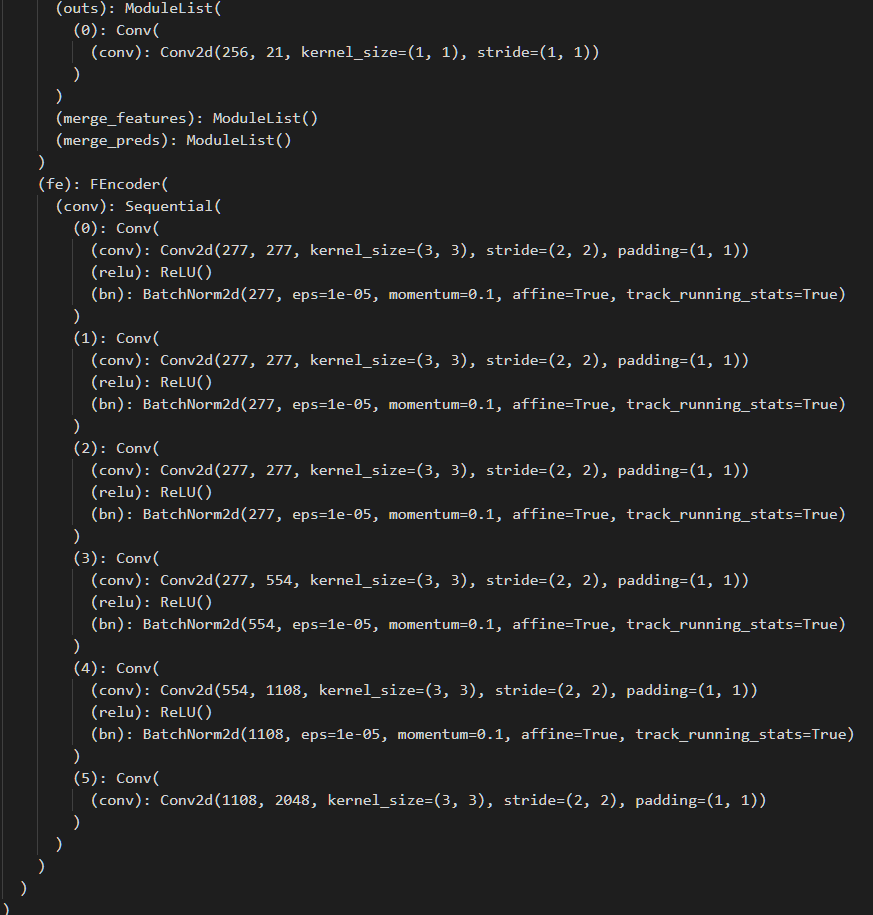 (outs): ModuleList(
(0): Conv(
(conv): Conv2d(256, 21, kernel_size=(1, 1), stride=(1, 1))
)
)
(merge_features): ModuleList()
(merge_preds): ModuleList()
)
(fe): FEncoder(
(conv): Sequential(
(0): Conv(
(conv): Conv2d(277, 277, kernel_size=(3, 3), stride=(2, 2), padding=(1, 1))
(relu): ReLU()
(bn): BatchNorm2d(277, eps=1e-05, momentum=0.1, affine=True, track_running_stats=True)
)
(1): Conv(
(conv): Conv2d(277, 277, kernel_size=(3, 3), stride=(2, 2), padding=(1, 1))
(relu): ReLU()
(bn): BatchNorm2d(277, eps=1e-05, momentum=0.1, affine=True, track_running_stats=True)
)
(2): Conv(
(conv): Conv2d(277, 277, kernel_size=(3, 3), stride=(2, 2), padding=(1, 1))
(relu): ReLU()
(bn): BatchNorm2d(277, eps=1e-05, momentum=0.1, affine=True, track_running_stats=True)
)
(3): Conv(
(conv): Conv2d(277, 554, kernel_size=(3, 3), stride=(2, 2), padding=(1, 1))
(relu): ReLU()
(bn): BatchNorm2d(554, eps=1e-05, momentum=0.1, affine=True, track_running_stats=True)
)
(4): Conv(
(conv): Conv2d(554, 1108, kernel_size=(3, 3), stride=(2, 2), padding=(1, 1))
(relu): ReLU()
(bn): BatchNorm2d(1108, eps=1e-05, momentum=0.1, affine=True, track_running_stats=True)
)
(5): Conv(
(conv): Conv2d(1108, 2048, kernel_size=(3, 3), stride=(2, 2), padding=(1, 1))
)
)
)
)
)